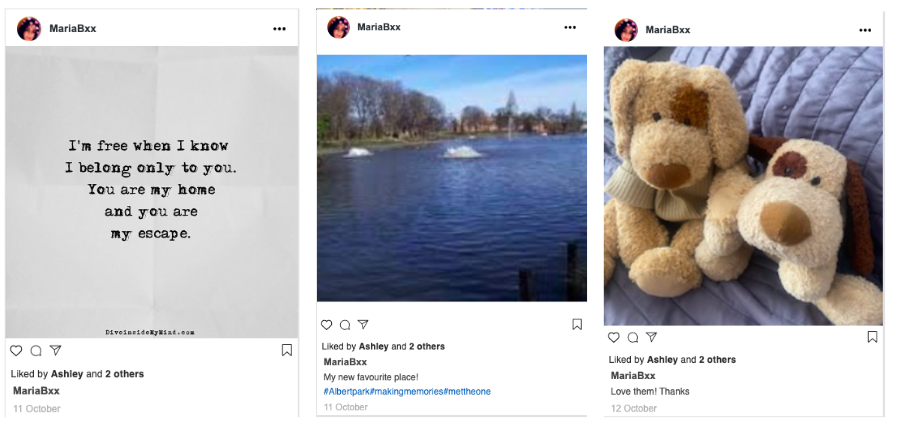 MariaBxx
I'm free when I know
I belong only to you.
You are my home
and you are
my escape.
DiveinsideMyMind.com
Liked by Ashley and 2 others
MariaBxx
11 October
MariaBxx
Liked by Ashley and 2 others
MariaBxx
My new favourite place!
#Albertpark#makingmemories#mettheone
11 October
MariaBxx
Liked by Ashley and 2 others
MariaBxx
Love them! Thanks
12 October